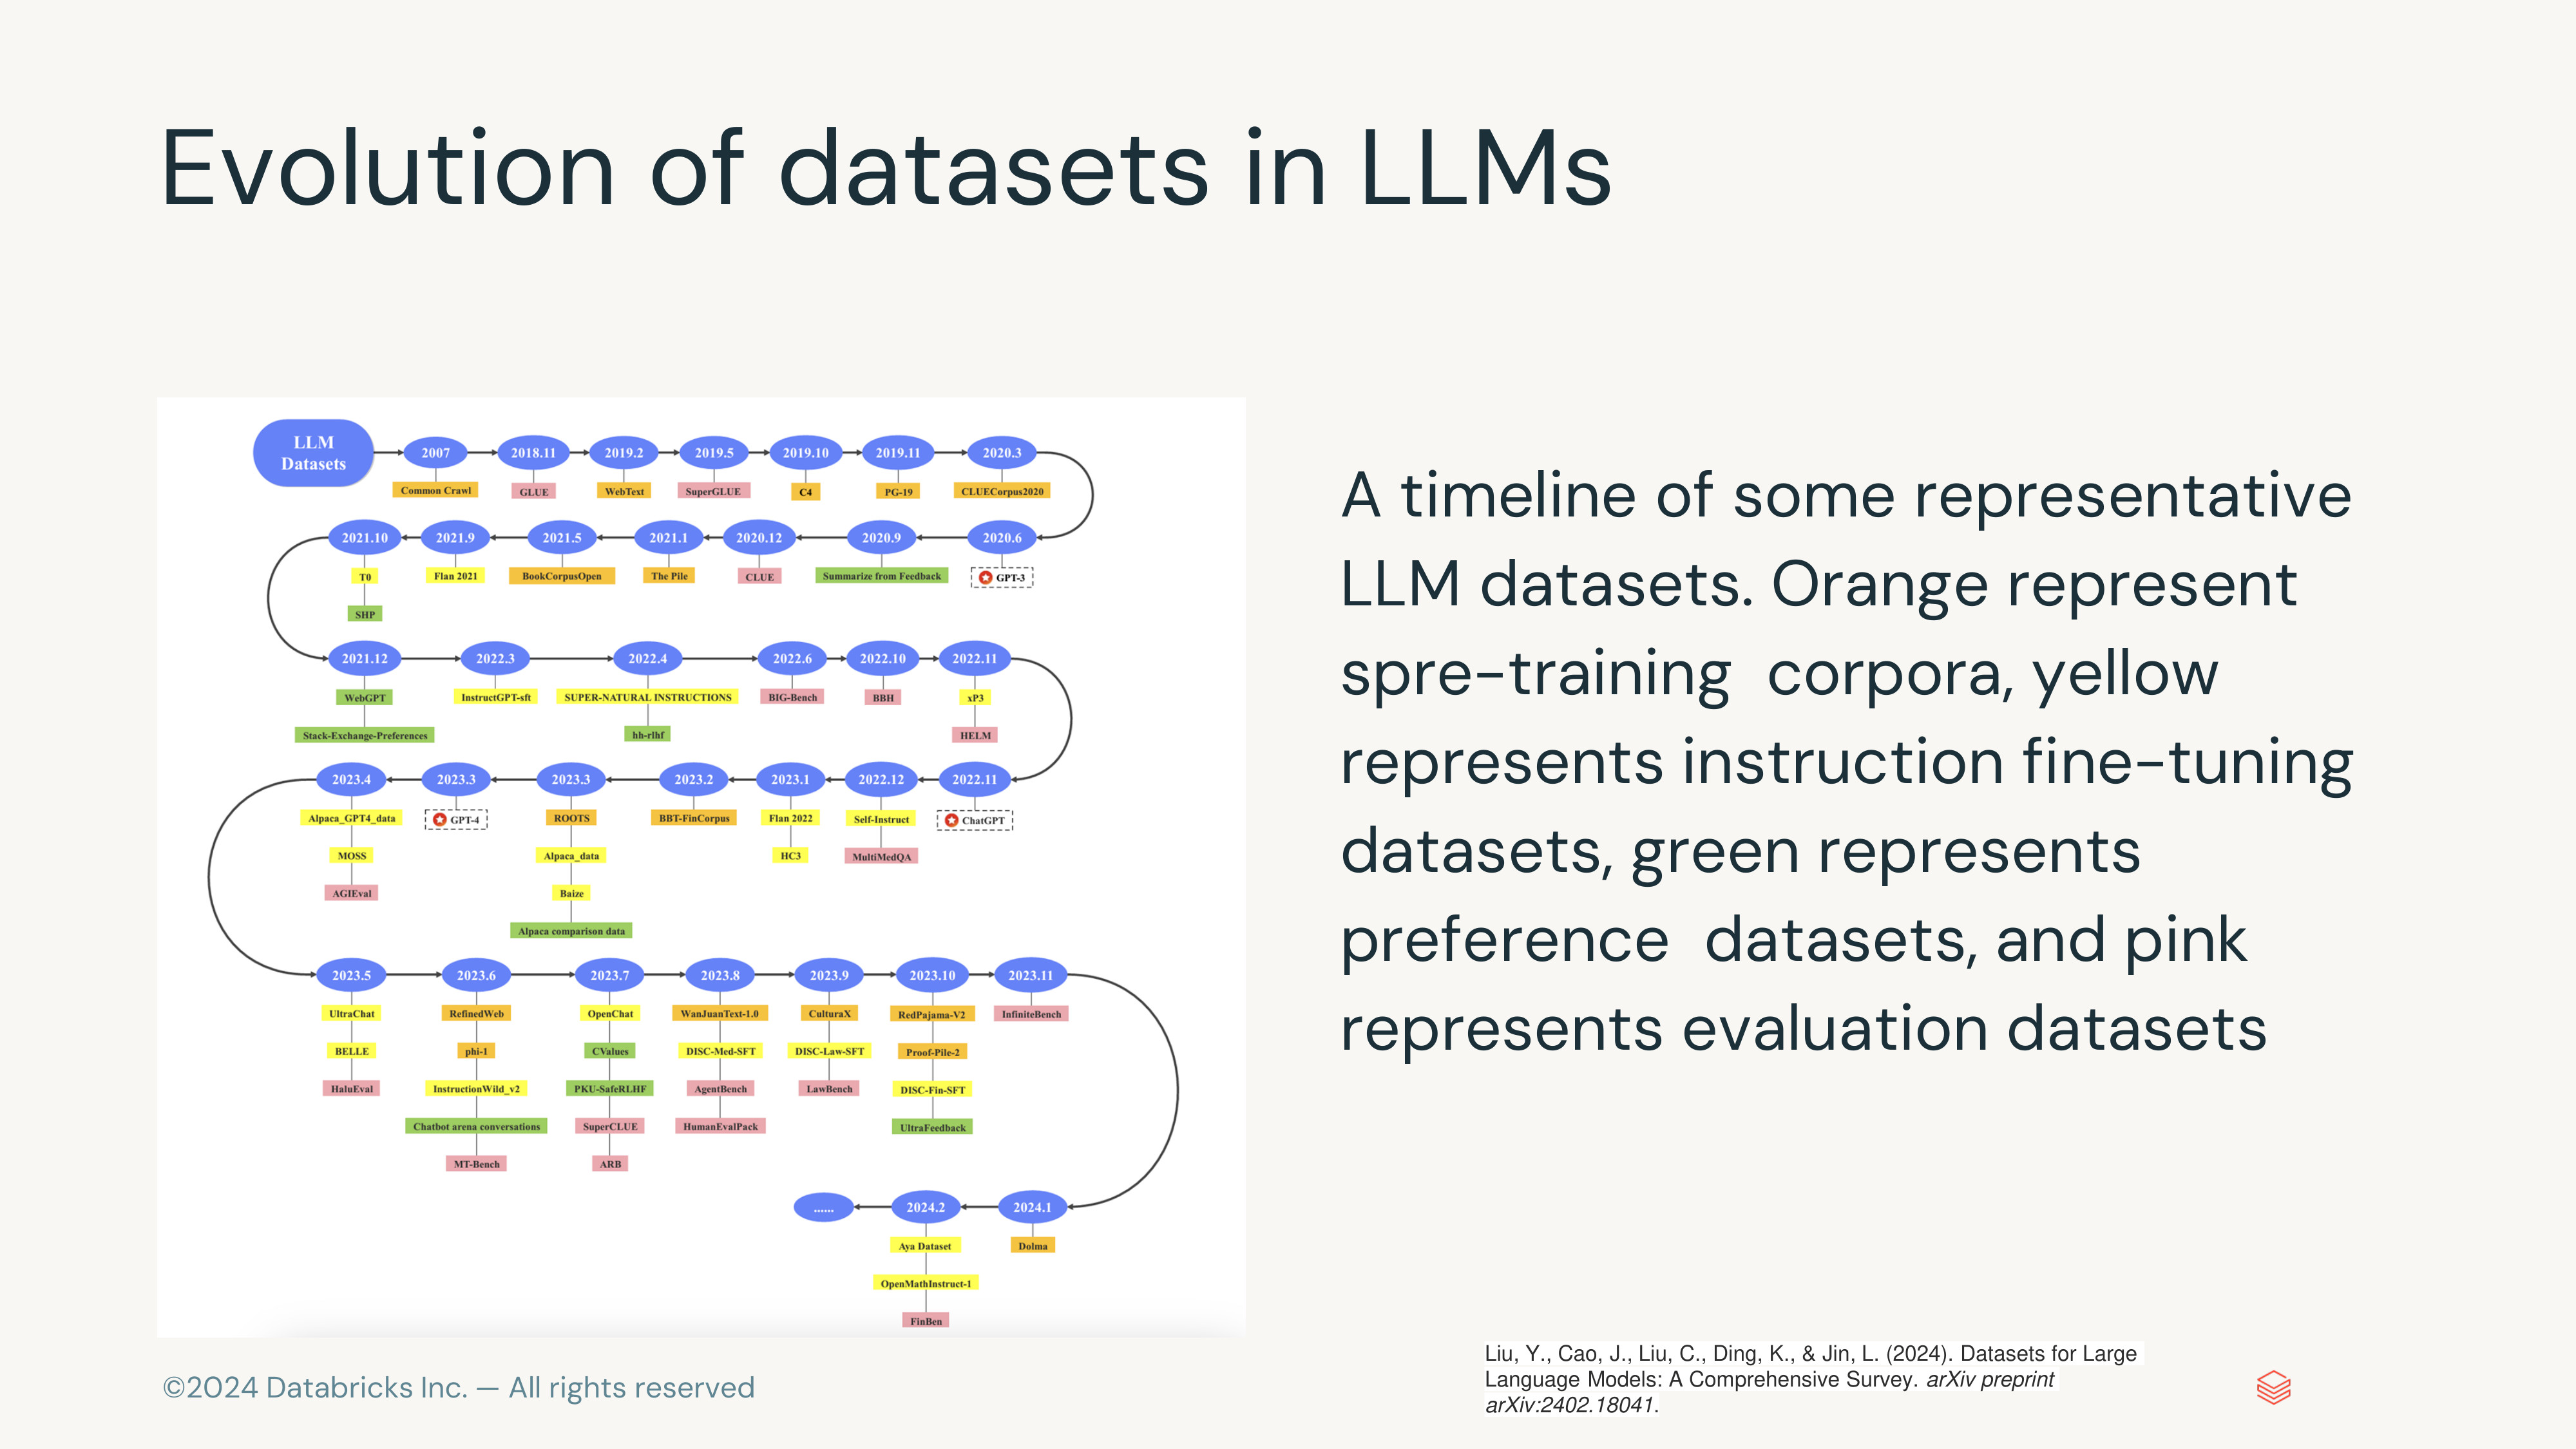 Evolution of datasets in LLMs
LLM
Datasets
2007
2018.11
2019.2
2019.5
2019.10
2019.11
2020.3
Common Crawl
GLUE
WebText
SuperGLUE
C4
PG-19
CLUECorpus2020
2021.10
2021.9
2021.5
2021.1
2020.12
2020.9
2020.6
T0
Flan 2021
BookCorpusOpen
The Pile
CLUE
Summarize from Feedback
GPT-3
SHP
2021.12
2022.3
2022.4
2022.6
2022.10
2022.11
WebGPT
InstructGPT-sft
SUPER-NATURAL INSTRUCTIONS
BIG-Bench
BBH
xP3
Stack-Exchange-Preferences
hh-rlhf
HELM
2023.4
2023.3
2023.3
2023.2
2023.1
2022.12
2022.11
Alpaca_GPT4_data
GPT-4
ROOTS
BBT-FinCorpus
Flan 2022
Self-Instruct
ChatGPT
MOSS
Alpaca_data
HC3
MultiMedQA
AGIEval
Baize
Alpaca comparison data
2023.5
2023.6
2023.7
2023.8
2023.9
2023.10
2023.11
UltraChat
RefinedWeb
OpenChat
WanJuanText-1.0
CulturaX
RedPajama-V2
InfiniteBench
BELLE
phi-1
CValues
DISC-Med-SFT
DISC-Law-SFT
Proof-Pile-2
HaluEval
InstructionWild_v2
PKU-SafeRLHF
AgentBench
LawBench
DISC-Fin-SFT
Chatbot arena conversations
SuperCLUE
HumanEvalPack
UltraFeedback
MT-Bench
ARB
......
2024.2
2024.1
Aya Dataset
Dolma
OpenMathInstruct-1
FinBen
A timeline of some representative
LLM datasets. Orange represent
spre-training  corpora, yellow
represents instruction fine-tuning
datasets, green represents
preference  datasets, and pink
represents evaluation datasets
Liu, Y., Cao, J., Liu, C., Ding, K., & Jin, L. (2024). Datasets for Large
Language Models: A Comprehensive Survey. arXiv preprint
arXiv:2402.18041.
©2024 Databricks Inc. — All rights reserved